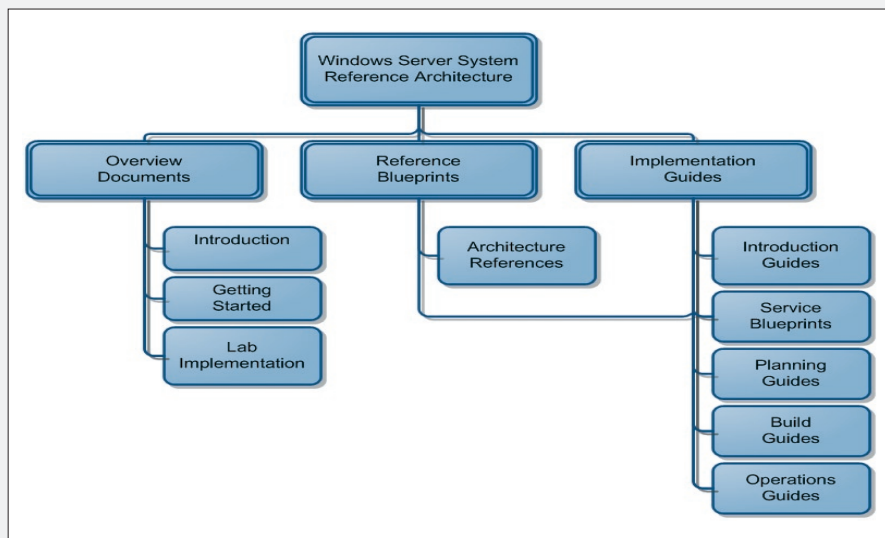 Windows Server System
Reference Architecture
Overview
Documents
Reference
Blueprints
Implementation
Guides
Introduction
Getting
Started
Lab
Implementation
Architecture
References
Introduction
Guides
Service
Blueprints
Planning
Guides
Build
Guides
Operations
Guides